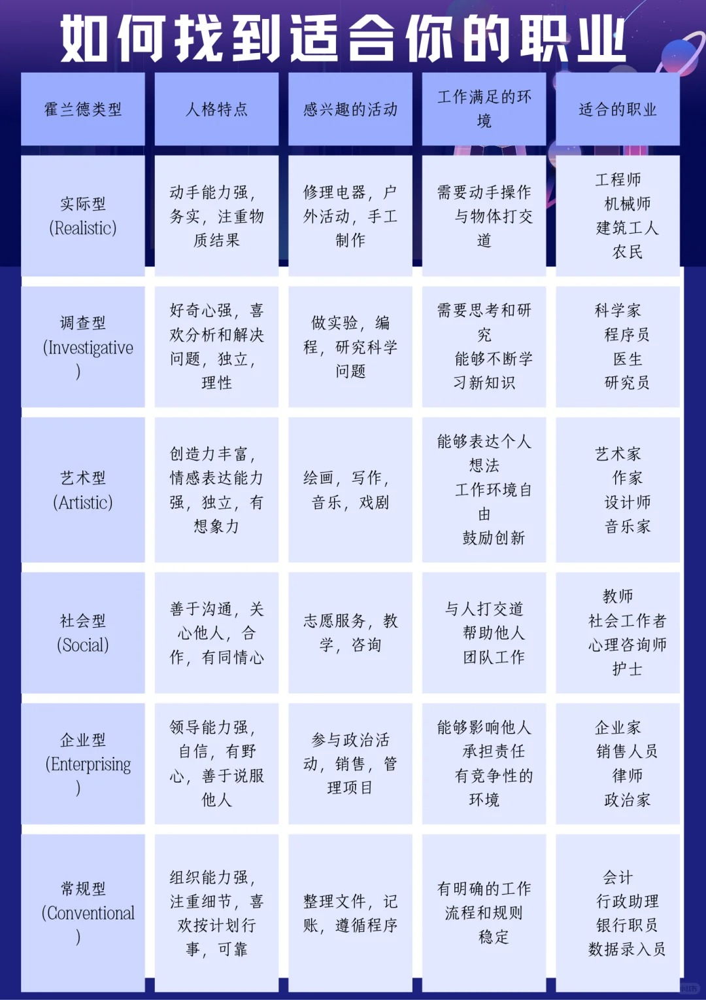 如何找到适合你的职业
霍兰德类型
人格特点
感兴趣的活动
工作满足的环
境
适合的职业
实际型
(Realistic)
动手能力强，
务实，注重物
质结果
修理电器，户
外活动，手工
制作
需要动手操作
与物体打交
道
工程师
机械师
建筑工人
农民
调查型
(Investigative
)
好奇心强，喜
欢分析和解决
问题，独立，
理性
做实验，编
程，研究科学
问题
需要思考和研
究
能够不断学
习新知识
科学家
程序员
医生
研究员
艺术型
(Artistic)
创造力丰富，
情感表达能力
强，独立，有
想象力
绘画，写作，
音乐，戏剧
能够表达个人
想法
工作环境自
由
鼓励创新
艺术家
作家
设计师
音乐家
社会型
(Social)
善于沟通，关
心他人，合
作，有同情心
志愿服务，教
学，咨询
与人打交道
帮助他人
团队工作
教师
社会工作者
心理咨询师
护士
企业型
(Enterprising
)
领导能力强，
自信，有野
心，善于说服
他人
参与政治活
动，销售，管
理项目
能够影响他人
承担责任
有竞争性的
环境
企业家
销售人员
律师
政治家
常规型
(Conventional
)
组织能力强，
注重细节，喜
欢按计划行
事，可靠
整理文件，记
账，遵循程序
有明确的工作
流程和规则
稳定
会计
行政助理
银行职员
数据录入员
小红书